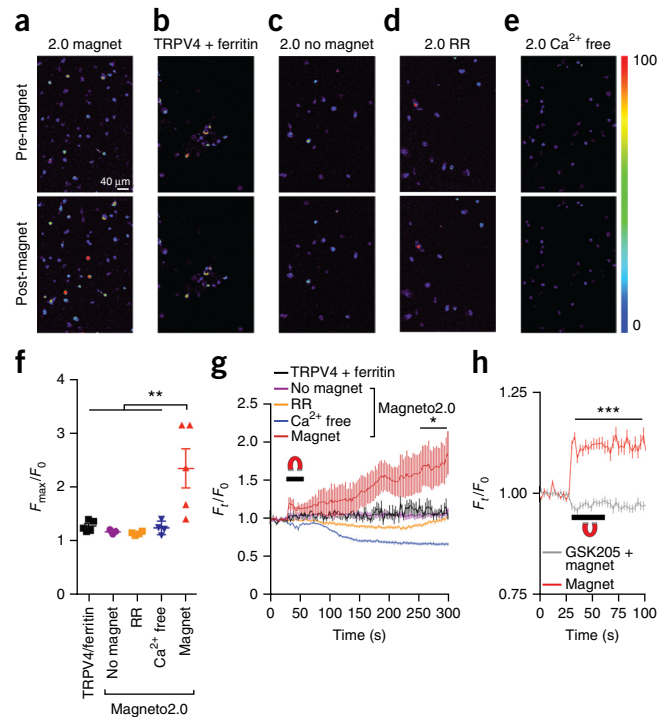 a b c d e
2.0 magnet TRPV4 + ferritin 2.0 no magnet 2.0 RR 2.0 Ca²⁺ free
Pre-magnet
40 μm
Post-magnet
100
0
f
**
4
3
2
1
0
Fmax/F0
TRPV4/ferritin
No magnet
RR
Ca²⁺ free
Magnet
Magneto2.0
g
TRPV4 + ferritin
No magnet
RR
Ca²⁺ free
Magnet
Magneto2.0
*
2.5
2.0
1.5
1.0
0.5
0
Ft/F0
0 50 100 150 200 250 300
Time (s)
h
1.25
***
1.00
0.75
Ft/F0
GSK205 +
magnet
Magnet
0 50 100
Time (s)